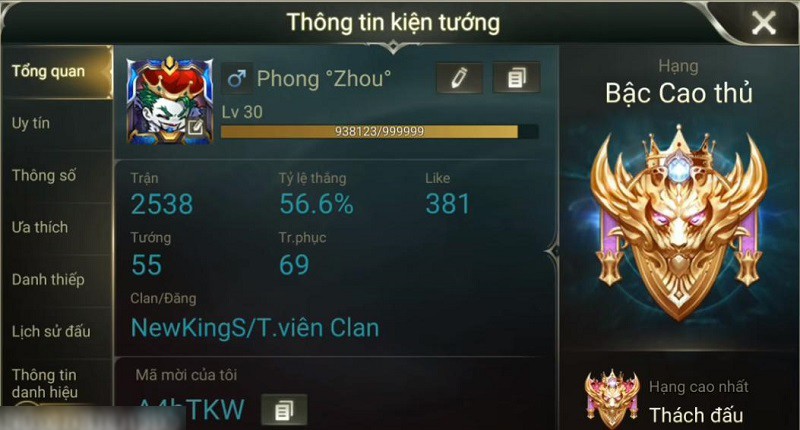 Thông tin kiện tướng
Tổng quan
Uy tín
Thông số
Ưa thích
Danh thiếp
Lịch sử đấu
Thông tin
danh hiệu
Phong °Zhou°
Lv 30
938123/999999
Trận
Tỷ lệ thắng
Like
2538
56.6%
381
Tướng
Tr.phục
55
69
Clan/Đăng
NewKingS/T.viên Clan
Mã mời của tôi
Hạng
Bậc Cao thủ
Hạng cao nhất
Thách đấu